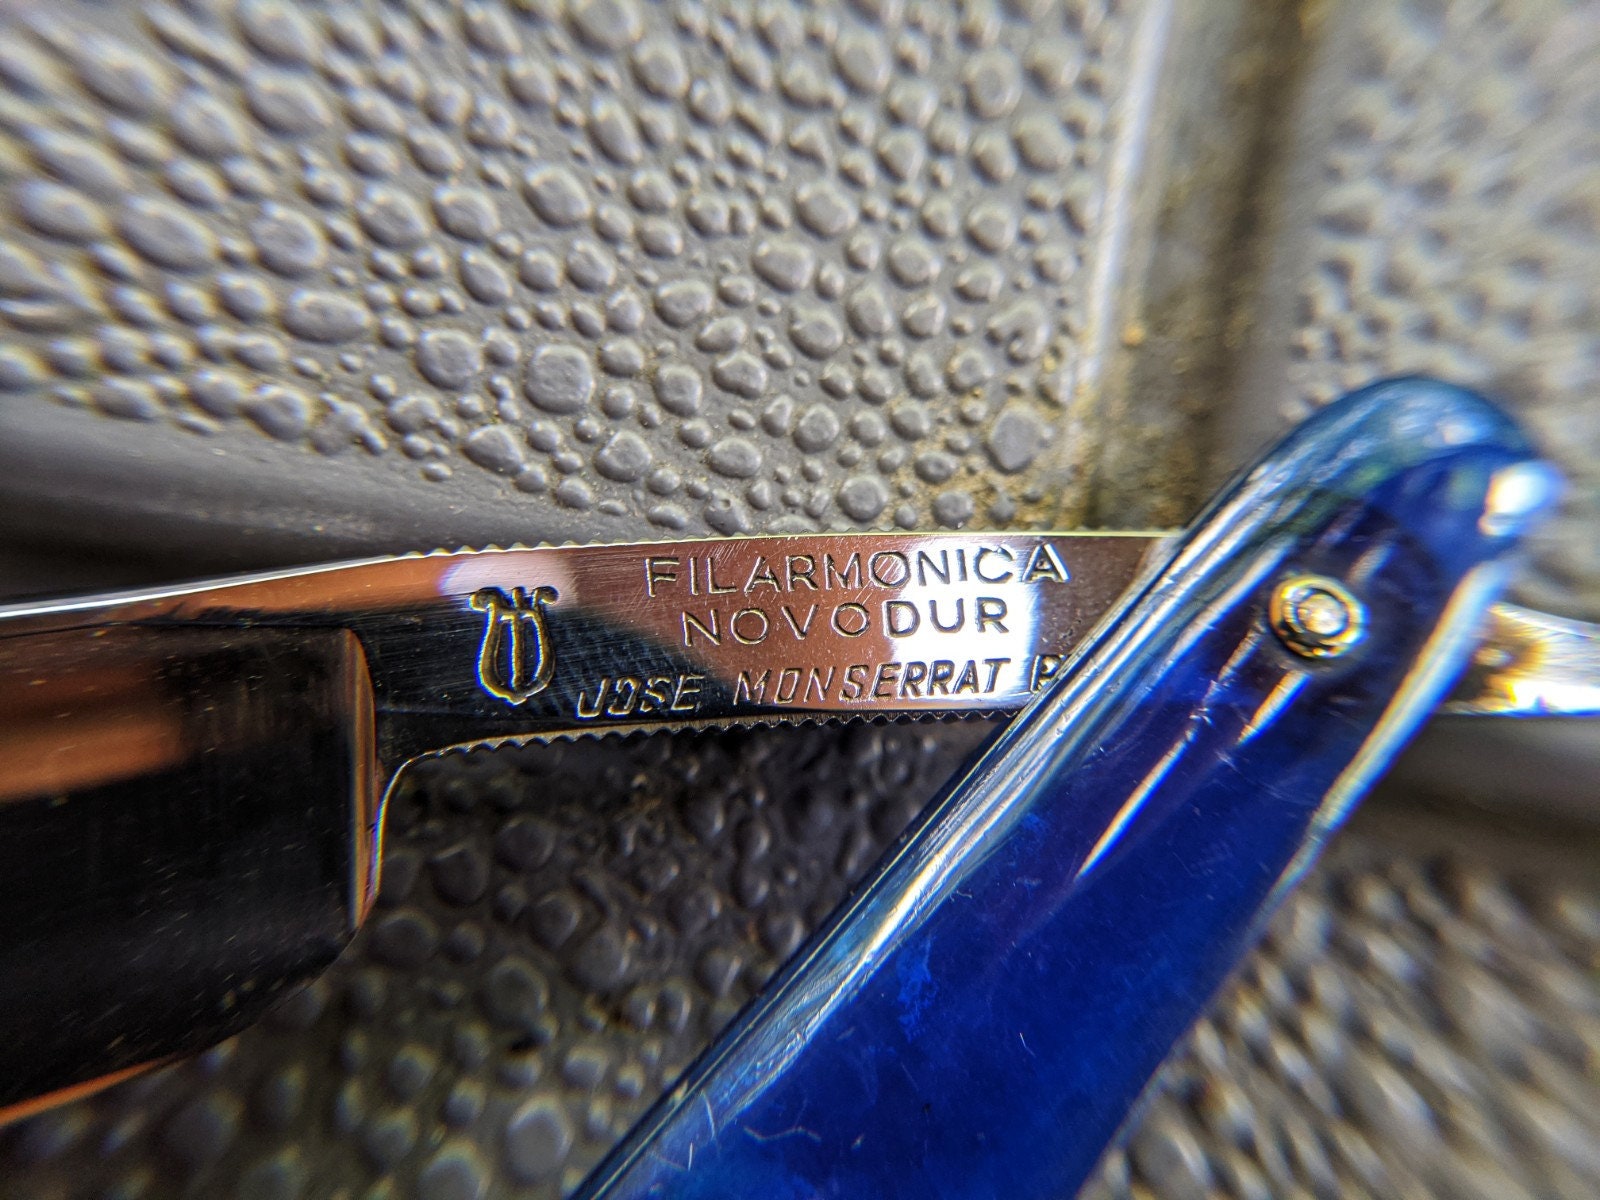 FILARMONICA
NOVODUR
JOSE MONSERRAT P